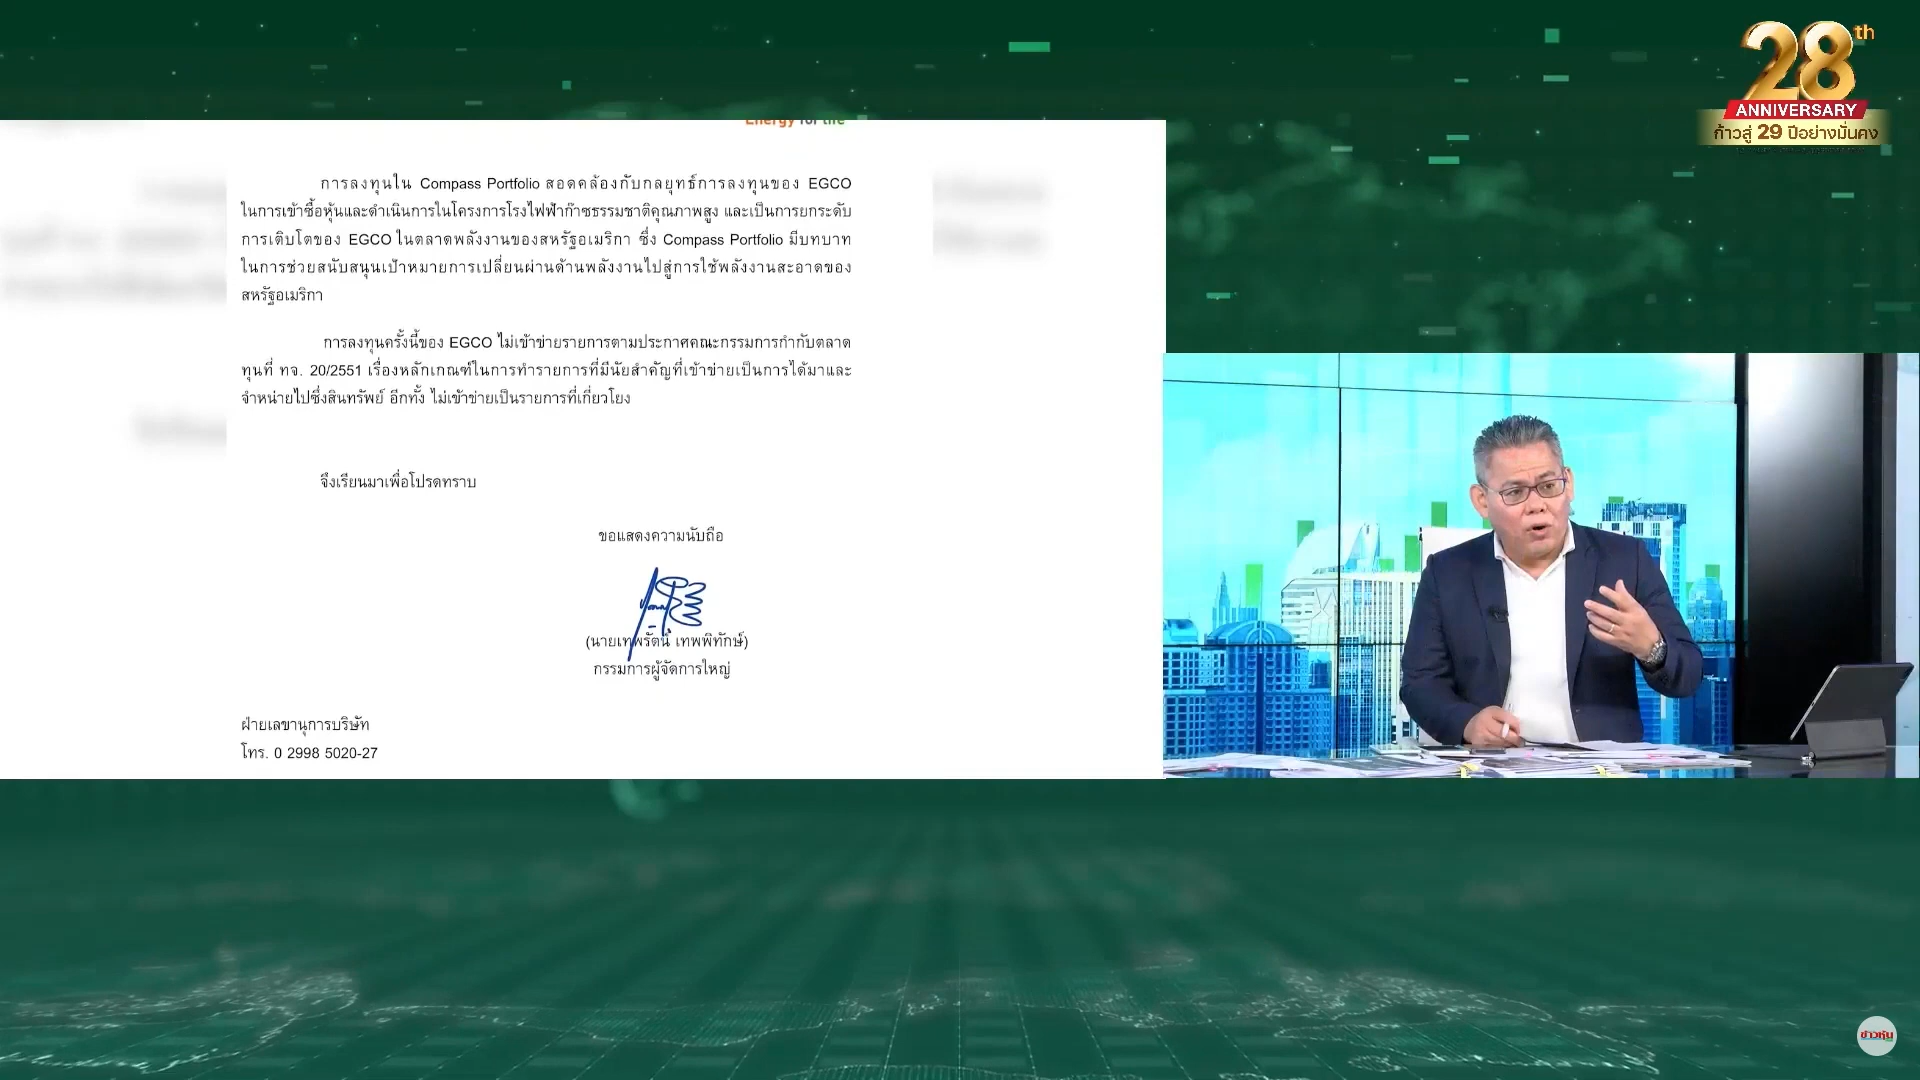 28th
ANNIVERSARY
ก้าวสู่ 29 ปีอย่างมั่นคง
Energy for life
การลงทุนใน Compass Portfolio สอดคล้องกับกลยุทธ์การลงทุนของ EGCO
ในการเข้าซื้อหุ้นและดำเนินการในโครงการโรงไฟฟ้าก๊าซธรรมชาติคุณภาพสูง และเป็นการยกระดับ
การเติบโตของ EGCO ในตลาดพลังงานของสหรัฐอเมริกา ซึ่ง Compass Portfolio มีบทบาท
ในการช่วยสนับสนุนเป้าหมายการเปลี่ยนผ่านด้านพลังงานไปสู่การใช้พลังงานสะอาดของ
สหรัฐอเมริกา
การลงทุนครั้งนี้ของ EGCO ไม่เข้าข่ายรายการตามประกาศคณะกรรมการกำกับตลาด
ทุนที่ ทจ. 20/2551 เรื่องหลักเกณฑ์ในการทำรายการที่มีนัยสำคัญที่เข้าข่ายเป็นการได้มาและ
จำหน่ายไปซึ่งสินทรัพย์ อีกทั้ง ไม่เข้าข่ายเป็นรายการที่เกี่ยวโยง
จึงเรียนมาเพื่อโปรดทราบ
ขอแสดงความนับถือ
(นายเทพรัตน์ เทพพิทักษ์)
กรรมการผู้จัดการใหญ่
ฝ่ายเลขานุการบริษัท
โทร. 0 2998 5020-27
ข่าวหุ้น